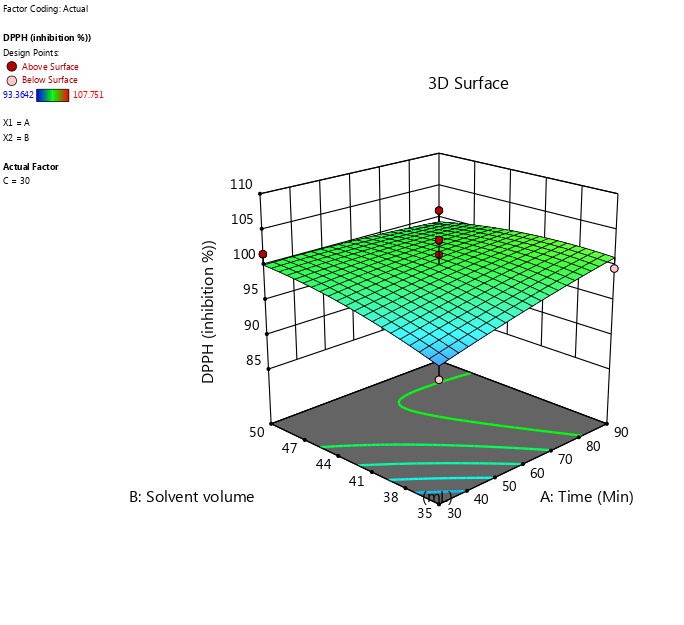 Factor Coding: Actual
DPPH (inhibition %))
Design Points:
Above Surface
Below Surface
93.3642 107.751
X1 = A
X2 = B
Actual Factor
C = 30
3D Surface
110
105
100
95
90
85
DPPH (inhibition %))
50
47
44
41
38
35
30
40
50
60
70
80
90
B: Solvent volume (mL)
A: Time (Min)